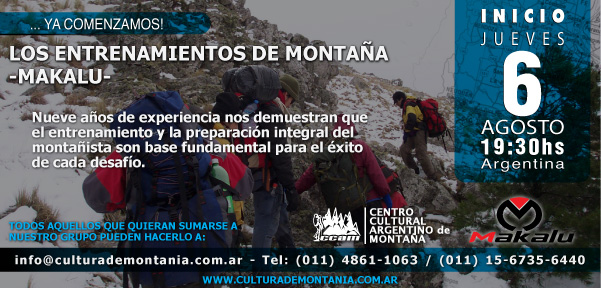 ... YA COMENZAMOS!
LOS ENTRENAMIENTOS DE MONTAÑA
-MAKALU-
Nueve años de experiencia nos demuestran que
el entrenamiento y la preparación integral del
montañista son base fundamental para el éxito
de cada desafío.
INICIO
JUEVES
6
AGOSTO
19:30hs
Argentina
TODOS AQUELLOS QUE QUIERAN SUMARSE A
NUESTRO GRUPO PUEDEN HACERLO A:
ccam
CENTRO
CULTURAL
ARGENTINO de
MONTAÑA
Makalu
info@culturademontania.com.ar - Tel: (011) 4861-1063 / (011) 15-6735-6440
WWW.CULTURADEMONTANIA.COM.AR